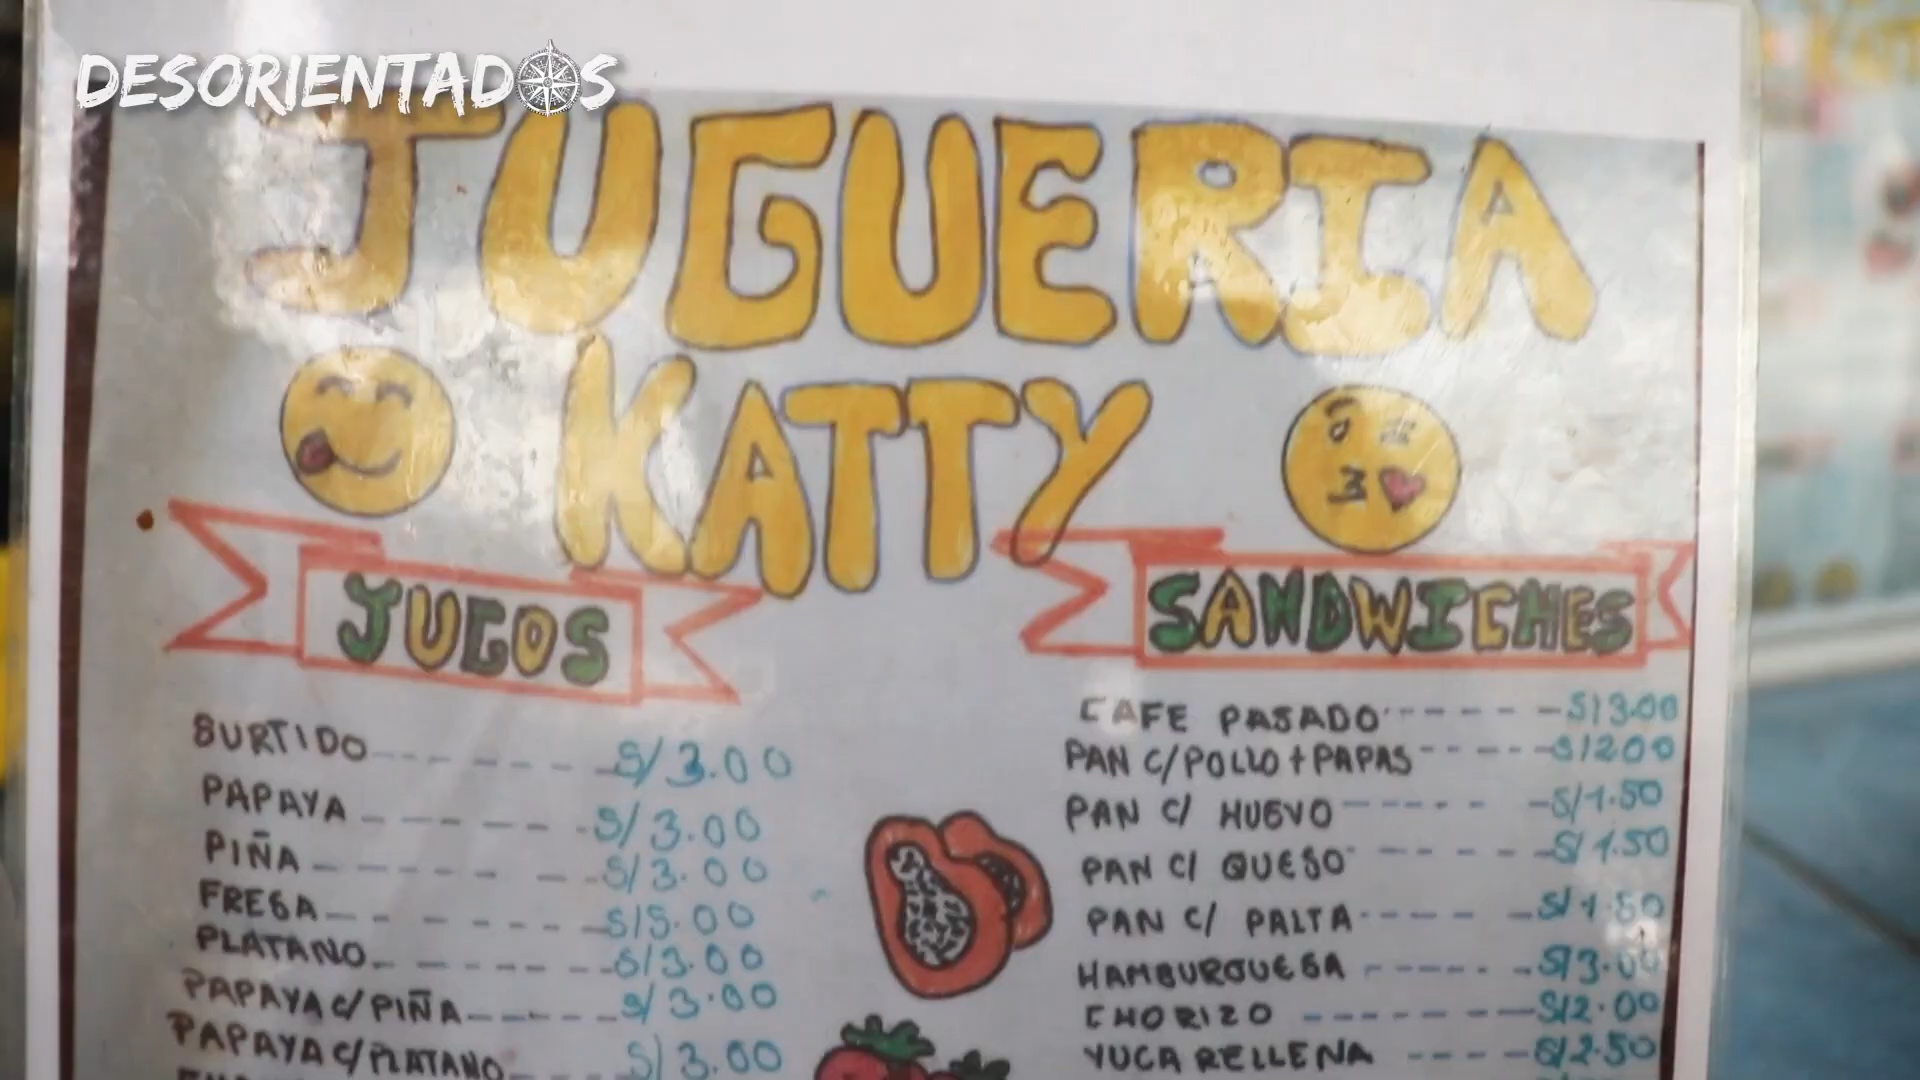 DESORIENTADOS
JUGUERIA
KATTY
JUGOS
SURTIDO S/3.00
PAPAYA S/3.00
PIÑA S/3.00
FRESA S/5.00
PLATANO S/3.00
PAPAYA C/PIÑA S/3.00
PAPAYA C/PLATANO S/3.00
SANDWICHES
CAFE PASADO S/3.00
PAN C/POLLO+PAPAS S/2.00
PAN C/ HUEVO S/1.50
PAN C/ QUESO S/1.50
PAN C/ PALTA S/1.50
HAMBURGUESA S/3.00
CHORIZO S/2.00
YUCA RELLENA S/2.50